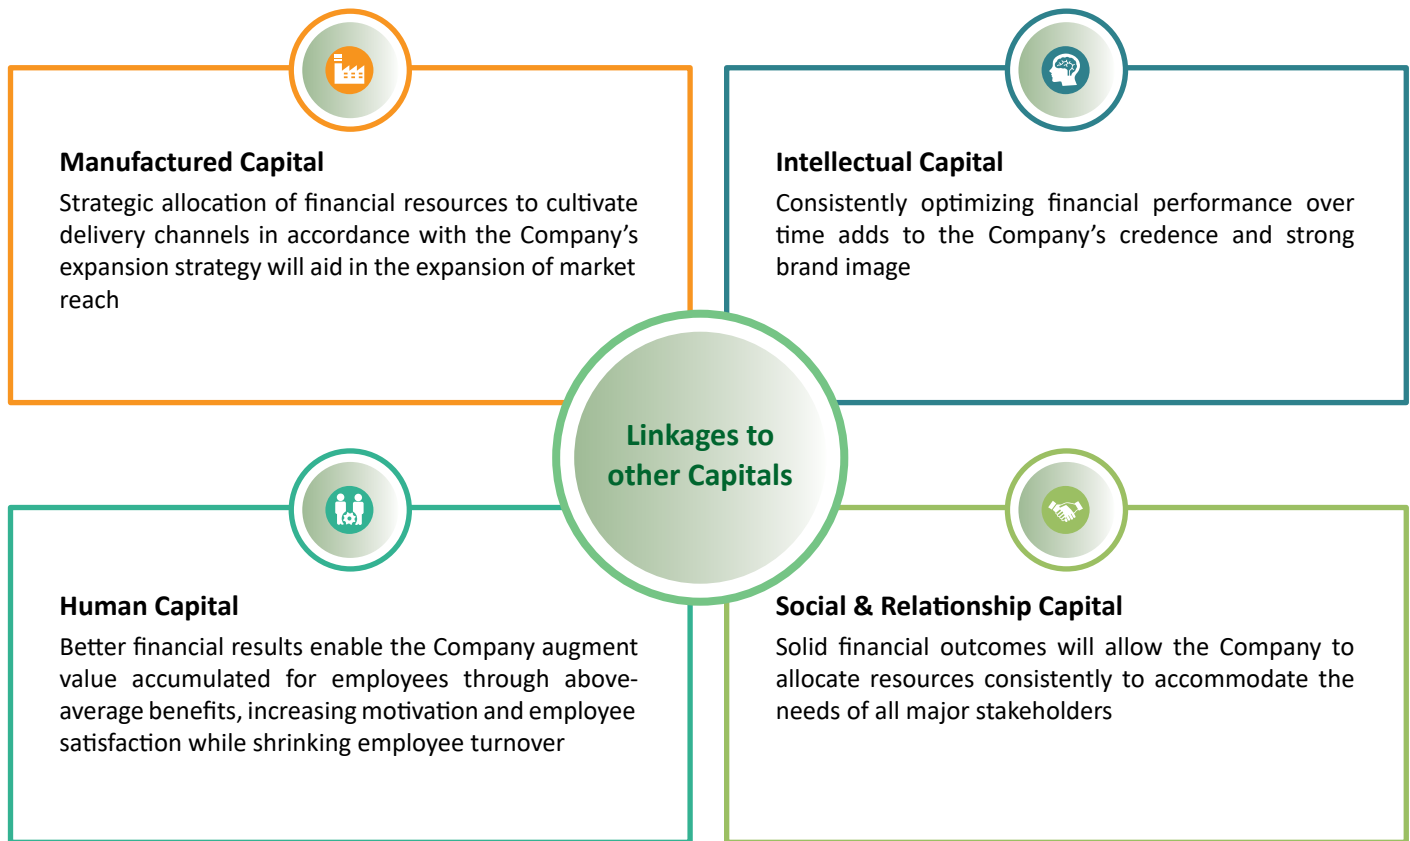 Manufactured Capital
Strategic allocation of financial resources to cultivate
delivery channels in accordance with the Company’s
expansion strategy will aid in the expansion of market
reach
Intellectual Capital
Consistently optimizing financial performance over
time adds to the Company’s credence and strong
brand image
Linkages to
other Capitals
Human Capital
Better financial results enable the Company augment
value accumulated for employees through above-
average benefits, increasing motivation and employee
satisfaction while shrinking employee turnover
Social & Relationship Capital
Solid financial outcomes will allow the Company to
allocate resources consistently to accommodate the
needs of all major stakeholders